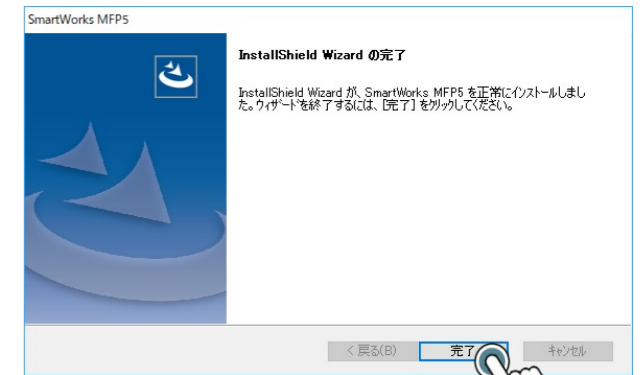 SmartWorks MFP5
InstallShield Wizard の完了
InstallShield Wizard が、SmartWorks MFP5 を正常にインストールしまし
た。ウィザードを終了するには、[完了] をクリックしてください。
< 戻る(B) 完了 キャンセル